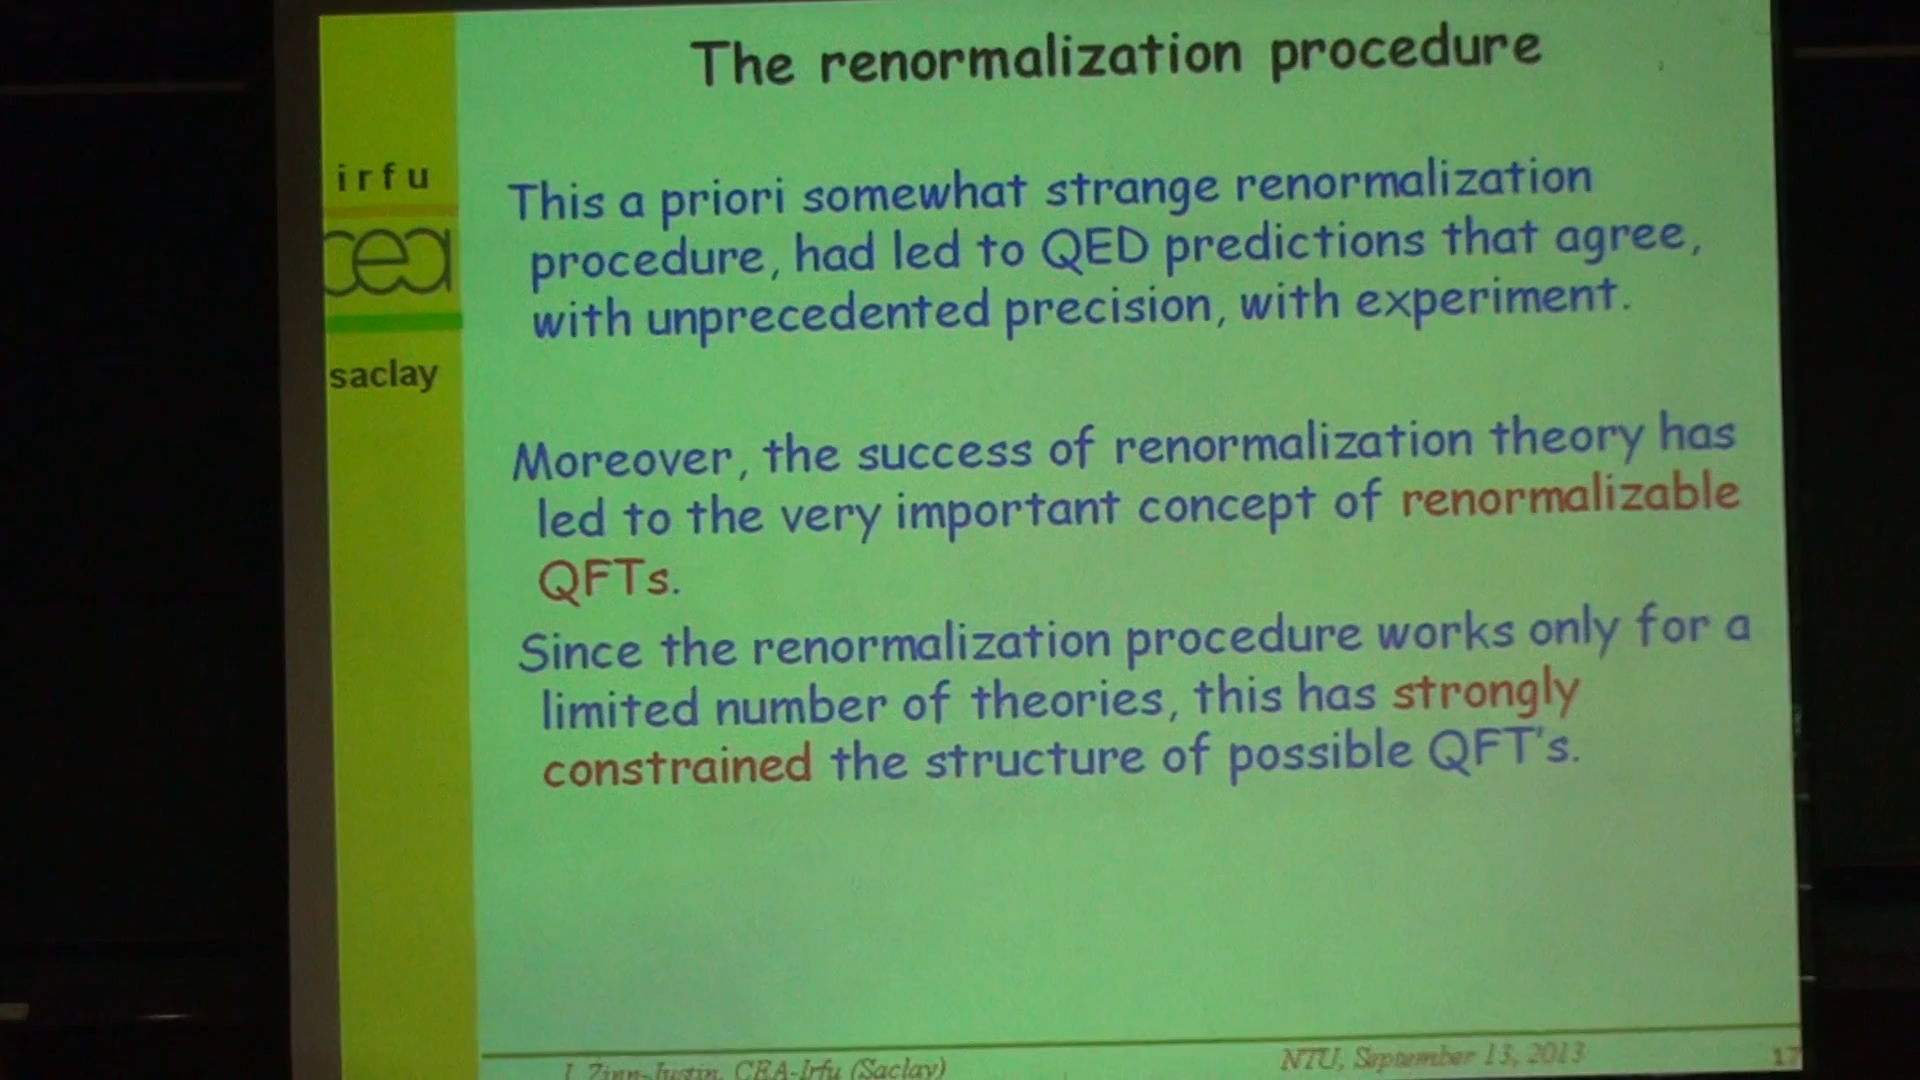 The renormalization procedure
irfu
cea
saclay
This a priori somewhat strange renormalization
procedure, had led to QED predictions that agree,
with unprecedented precision, with experiment.
Moreover, the success of renormalization theory has
led to the very important concept of renormalizable
QFTs.
Since the renormalization procedure works only for a
limited number of theories, this has strongly
constrained the structure of possible QFT's.
J. Zinn-Justin, CEA-Irfu (Saclay)
NTU, September 13, 2013
17